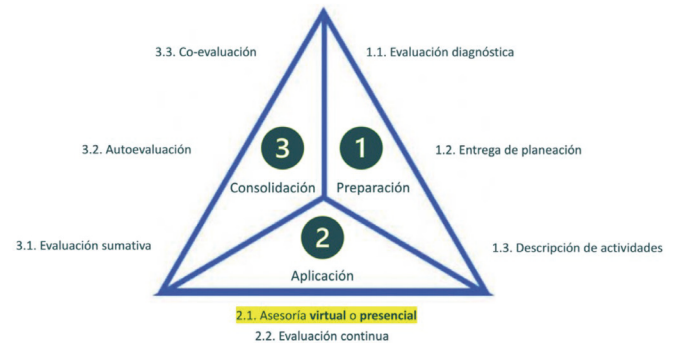 3.3. Co-evaluación
1.1. Evaluación diagnóstica
3.2. Autoevaluación
3
1
1.2. Entrega de planeación
Consolidación
Preparación
3.1. Evaluación sumativa
2
1.3. Descripción de actividades
Aplicación
2.1. Asesoría virtual o presencial
2.2. Evaluación continua